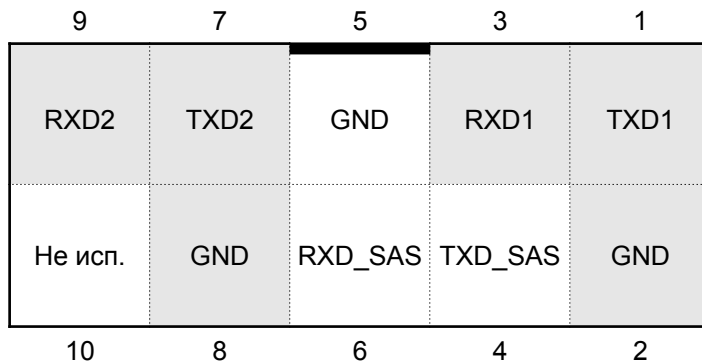 9 7 5 3 1
RXD2 TXD2 GND RXD1 TXD1
Не исп. GND RXD_SAS TXD_SAS GND
10 8 6 4 2